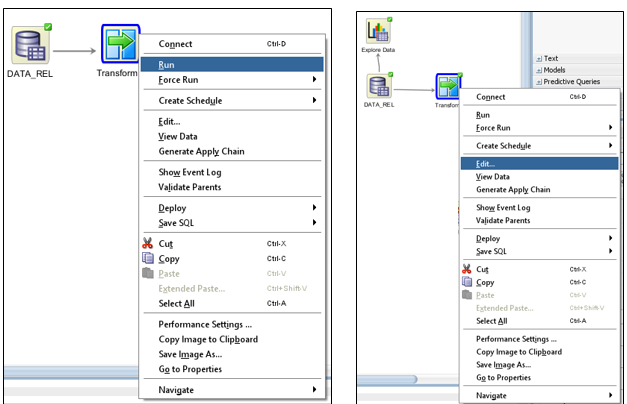 DATA_REL
Transform
Connect Ctrl-D
Run
Force Run
Create Schedule
Edit...
View Data
Generate Apply Chain
Show Event Log
Validate Parents
Deploy
Save SQL
Cut Ctrl-X
Copy Ctrl-C
Paste Ctrl-V
Extended Paste... Ctrl+Shift-V
Select All Ctrl-A
Performance Settings ...
Copy Image to Clipboard
Save Image As...
Go to Properties
Navigate
Explore Data
DATA_REL
Transform
Text
Models
Predictive Queries
Connect Ctrl-D
Run
Force Run
Create Schedule
Edit...
View Data
Generate Apply Chain
Show Event Log
Validate Parents
Deploy
Save SQL
Cut Ctrl-X
Copy Ctrl-C
Paste Ctrl-V
Extended Paste... Ctrl+Shift-V
Select All Ctrl-A
Performance Settings ...
Copy Image to Clipboard
Save Image As...
Go to Properties
Navigate